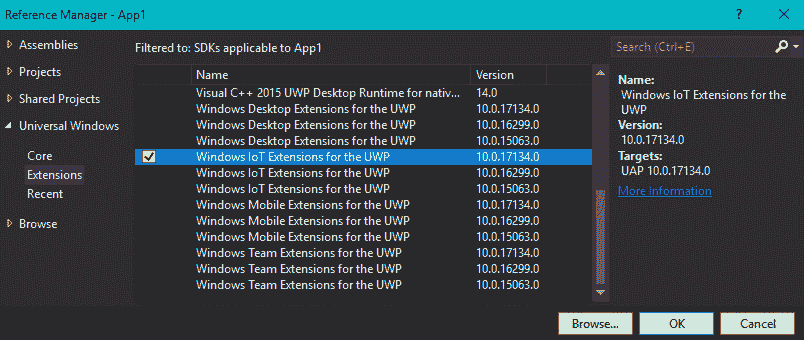 Reference Manager - App1
? ×
Assemblies
Projects
Shared Projects
Universal Windows
Core
Extensions
Recent
Browse
Filtered to: SDKs applicable to App1
Name Version
Visual C++ 2015 UWP Desktop Runtime for nativ... 14.0
Windows Desktop Extensions for the UWP 10.0.17134.0
Windows Desktop Extensions for the UWP 10.0.16299.0
Windows Desktop Extensions for the UWP 10.0.15063.0
Windows IoT Extensions for the UWP 10.0.17134.0
Windows IoT Extensions for the UWP 10.0.16299.0
Windows IoT Extensions for the UWP 10.0.15063.0
Windows Mobile Extensions for the UWP 10.0.17134.0
Windows Mobile Extensions for the UWP 10.0.16299.0
Windows Mobile Extensions for the UWP 10.0.15063.0
Windows Team Extensions for the UWP 10.0.17134.0
Windows Team Extensions for the UWP 10.0.16299.0
Windows Team Extensions for the UWP 10.0.15063.0
Search (Ctrl+E)
Name:
Windows IoT Extensions for the
UWP
Version:
10.0.17134.0
Targets:
UAP 10.0.17134.0
More Information
Browse... OK Cancel